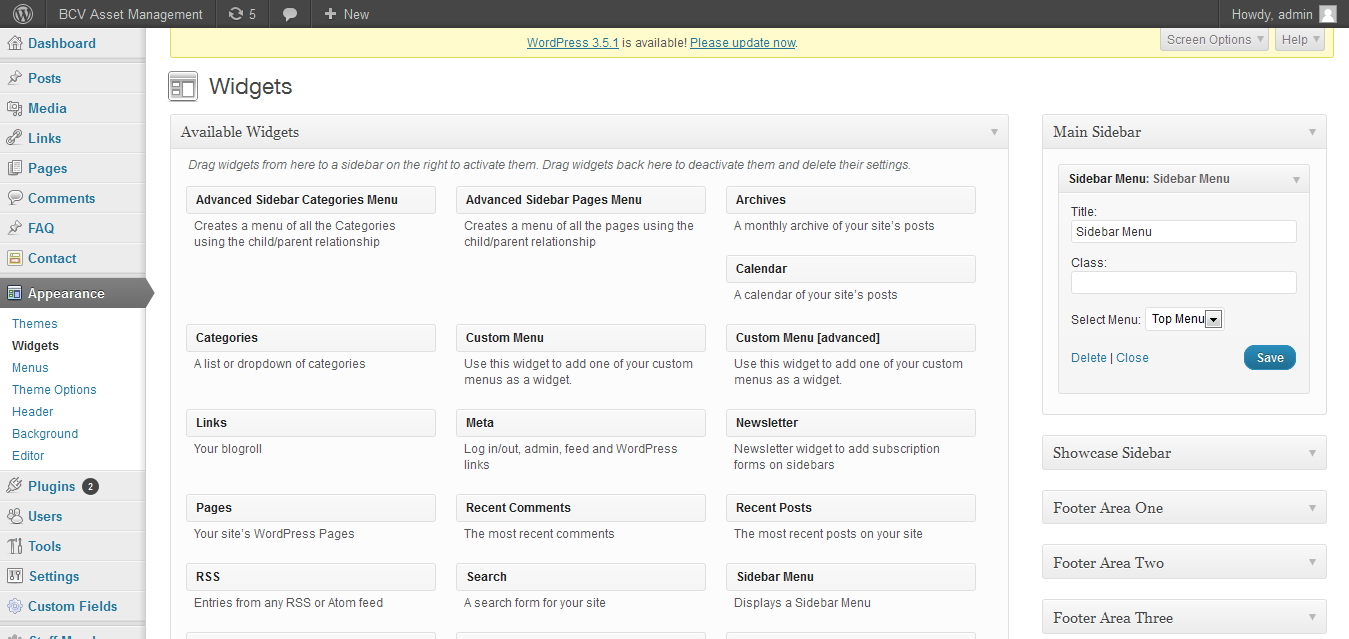 BCV Asset Management 5 New Howdy, admin
WordPress 3.5.1 is available! Please update now.
Screen Options Help
Dashboard
Posts
Media
Links
Pages
Comments
FAQ
Contact
Appearance
Themes
Widgets
Menus
Theme Options
Header
Background
Editor
Plugins 2
Users
Tools
Settings
Custom Fields
Widgets
Available Widgets
Drag widgets from here to a sidebar on the right to activate them. Drag widgets back here to deactivate them and delete their settings.
Advanced Sidebar Categories Menu
Creates a menu of all the Categories
using the child/parent relationship
Advanced Sidebar Pages Menu
Creates a menu of all the pages using the
child/parent relationship
Archives
A monthly archive of your site's posts
Calendar
A calendar of your site's posts
Categories
A list or dropdown of categories
Custom Menu
Use this widget to add one of your custom
menus as a widget.
Custom Menu [advanced]
Use this widget to add one of your custom
menus as a widget.
Links
Your blogroll
Meta
Log in/out, admin, feed and WordPress
links
Newsletter
Newsletter widget to add subscription
forms on sidebars
Pages
Your site's WordPress Pages
Recent Comments
The most recent comments
Recent Posts
The most recent posts on your site
RSS
Entries from any RSS or Atom feed
Search
A search form for your site
Sidebar Menu
Displays a Sidebar Menu
Main Sidebar
Sidebar Menu: Sidebar Menu
Title:
Sidebar Menu
Class:
Select Menu: Top Menu
Delete | Close Save
Showcase Sidebar
Footer Area One
Footer Area Two
Footer Area Three